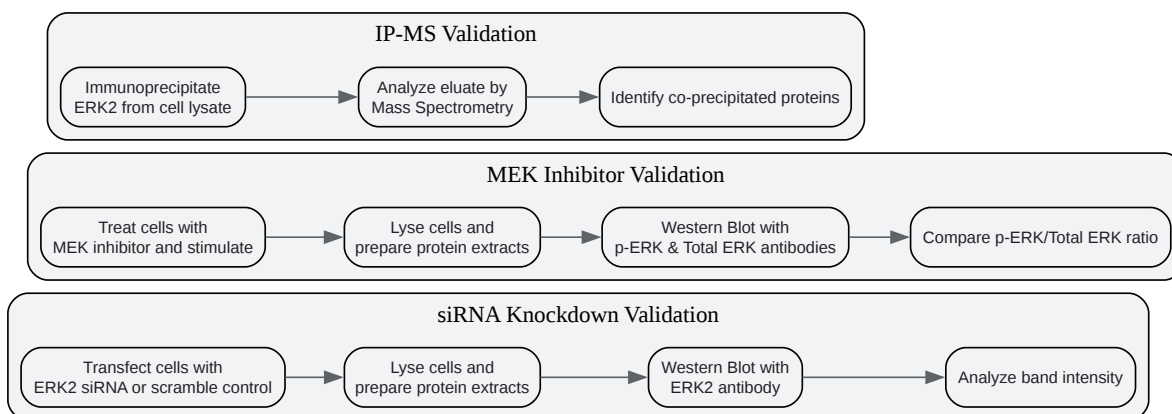 IP-MS Validation
Immunoprecipitate
ERK2 from cell lysate
Analyze eluate by
Mass Spectrometry
Identify co-precipitated proteins
MEK Inhibitor Validation
Treat cells with
MEK inhibitor and stimulate
Lyse cells and
prepare protein extracts
Western Blot with
p-ERK & Total ERK antibodies
Compare p-ERK/Total ERK ratio
siRNA Knockdown Validation
Transfect cells with
ERK2 siRNA or scramble control
Lyse cells and
prepare protein extracts
Western Blot with
ERK2 antibody
Analyze band intensity